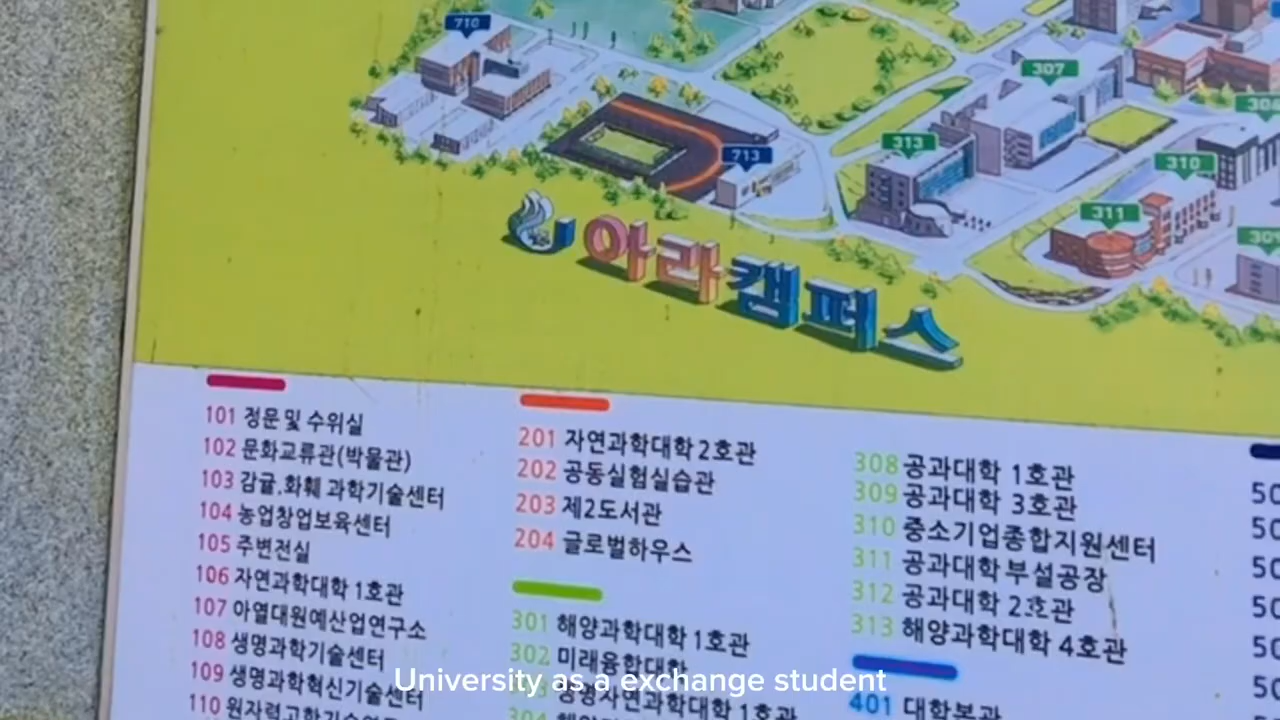 710
307
713
313
310
311
아라캠퍼스
101 정문 및 수위실
102 문화교류관(박물관)
103 감귤,화훼 과학기술센터
104 농업창업보육센터
105 주변전실
106 자연과학대학 1호관
107 아열대원예산업연구소
108 생명과학기술센터
109 생명과학혁신기술센터
110 원자력과학기술
201 자연과학대학 2호관
202 공동실험실습관
203 제2도서관
204 글로벌하우스
301 해양과학대학 1호관
302 미래융합대학
304
308 공과대학 1호관
309 공과대학 3호관
310 중소기업종합지원센터
311 공과대학 부설공장
312 공과대학 2호관
313 해양과학대학 4호관
401 대학본관
University as a exchange student